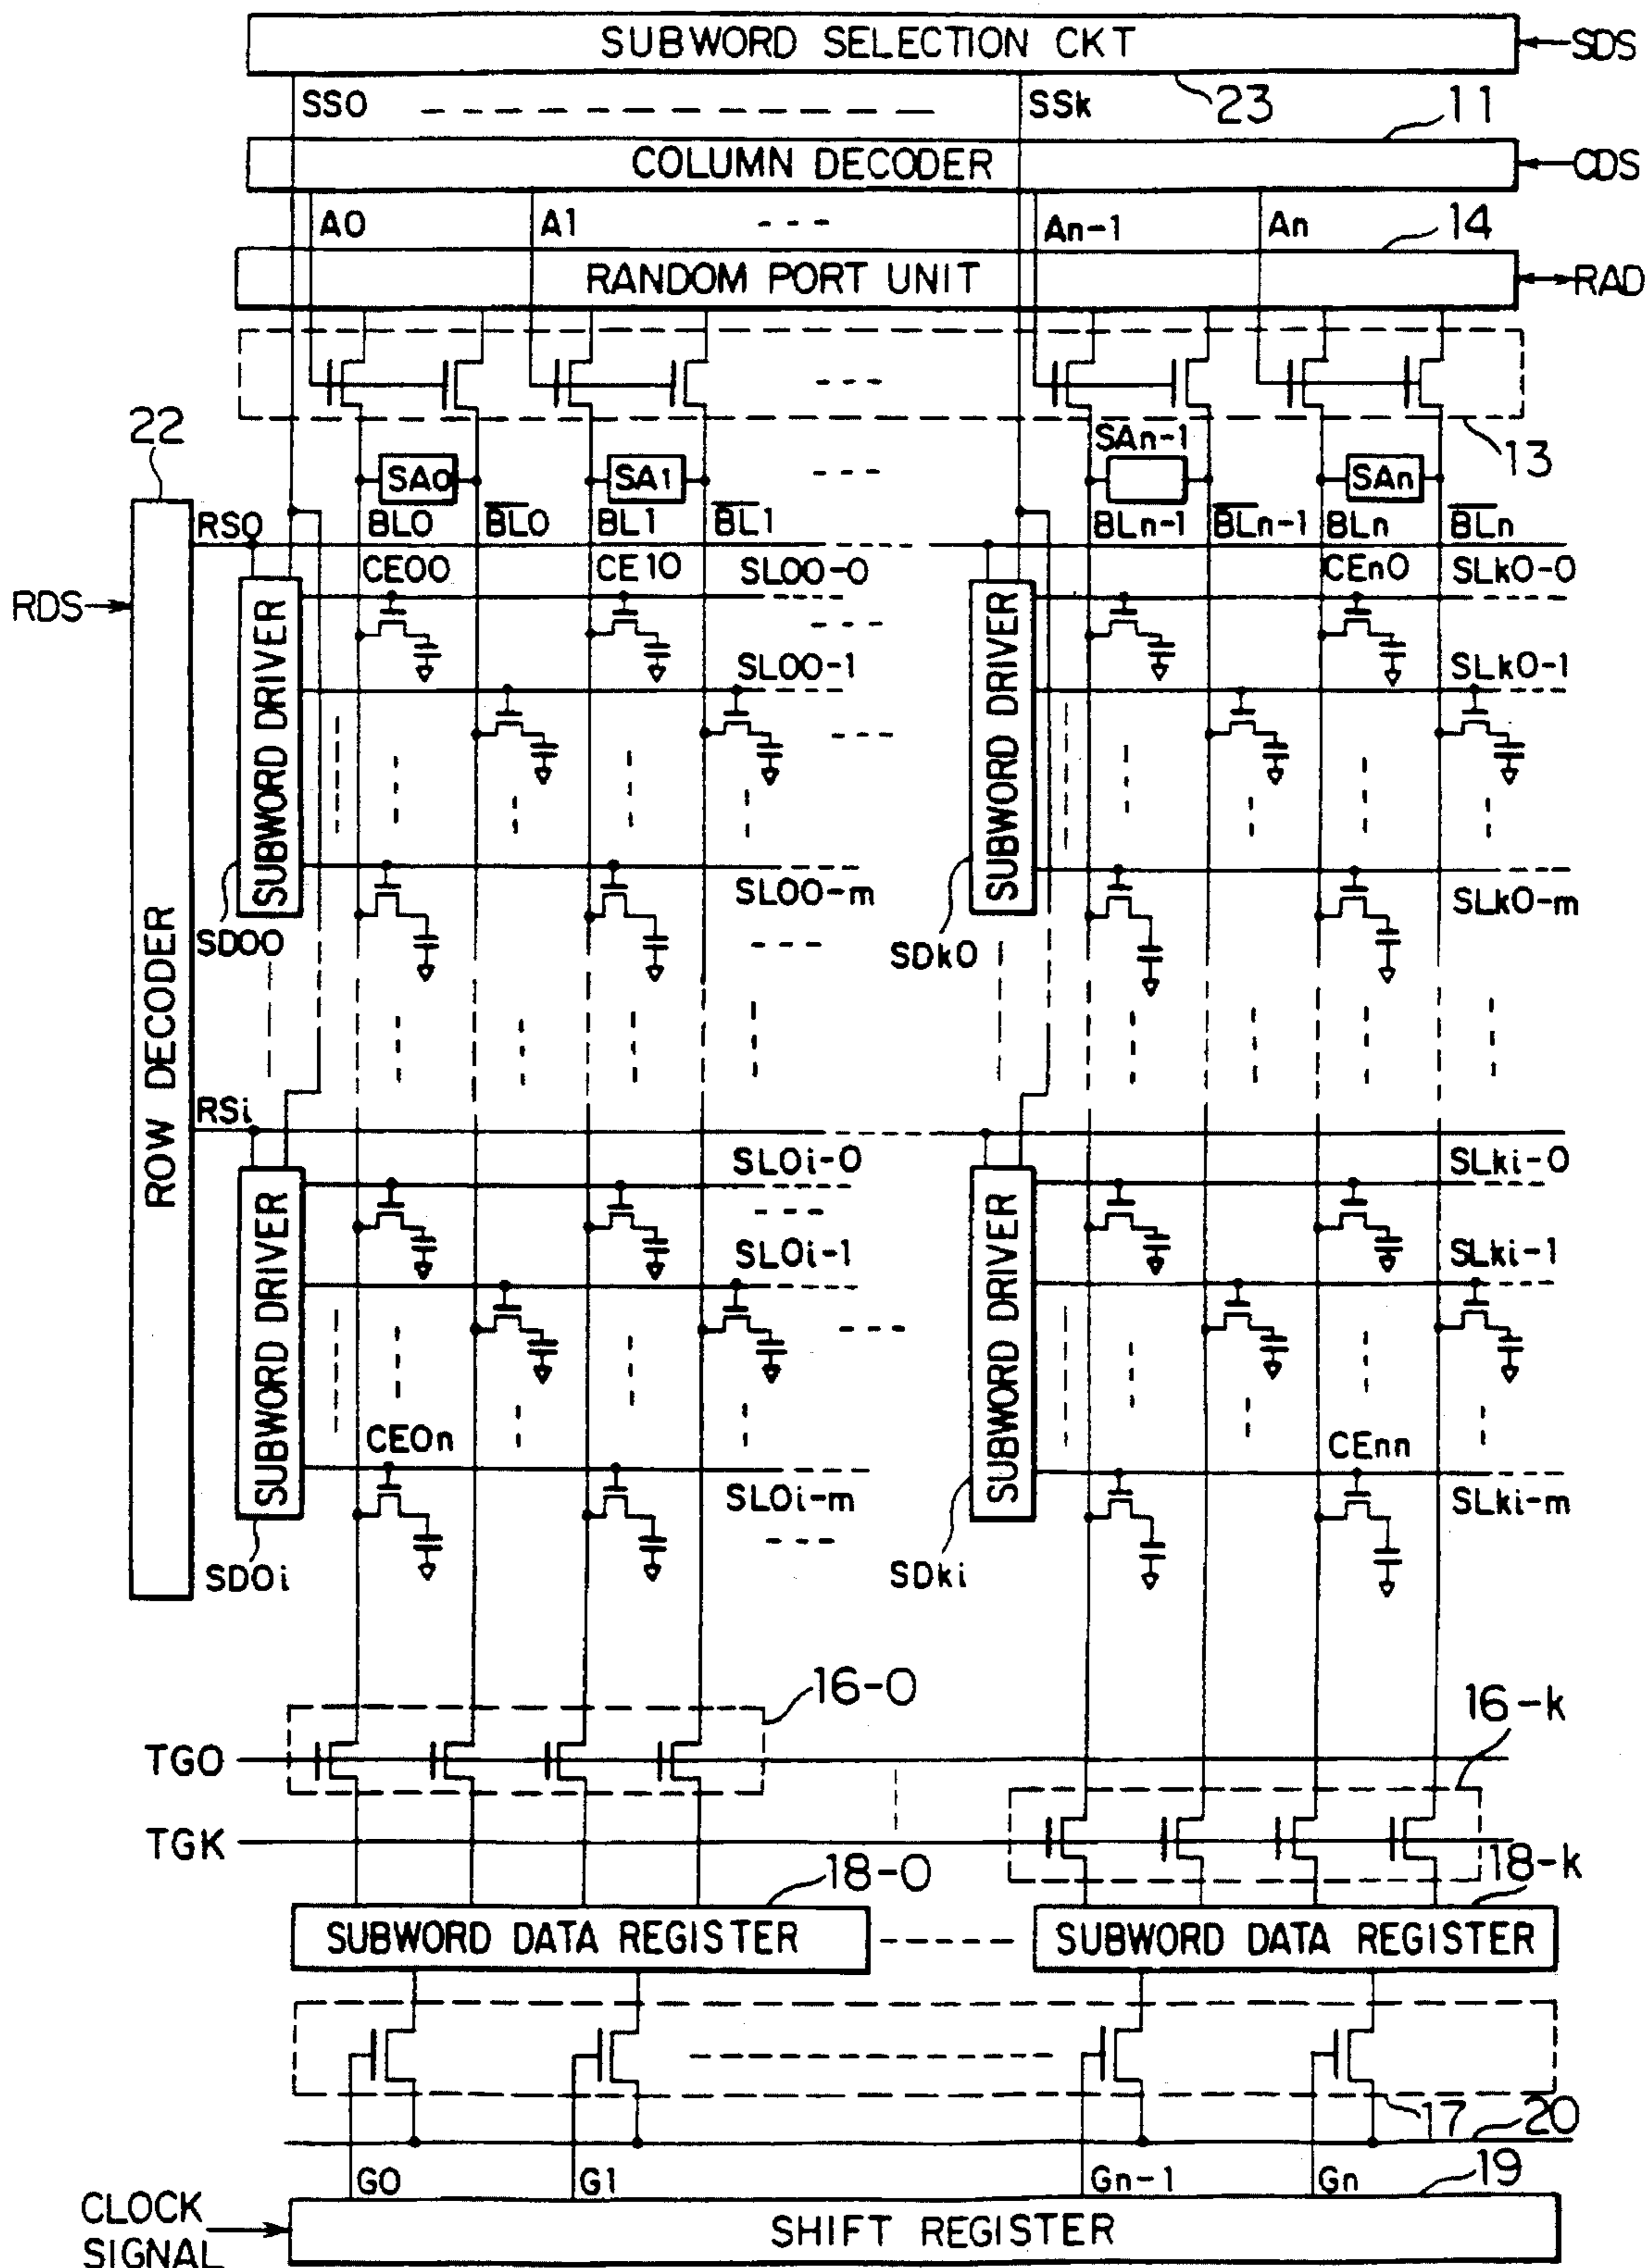 SUBWORD SELECTION CKT
SDS
SS0
SSk
23
11
COLUMN DECODER
CDS
A0
A1
An-1
An
14
RANDOM PORT UNIT
RAD
22
SAn-1
13
SA0
SA1
SAn
RS0
BL0
BL0
BL1
BL1
BLn-1
BLn-1
BLn
BLn
CE00
CE10
SL00-0
CEn0
SLk0-0
RDS
SUBWORD DRIVER
SUBWORD DRIVER
SL00-1
SLk0-1
SL00-m
SLk0-m
SD00
SDk0
ROW DECODER
RSi
SL0i-0
SLki-0
SUBWORD DRIVER
SUBWORD DRIVER
SL0i-1
SLki-1
CE0n
CEnn
SL0i-m
SLki-m
SD0i
SDki
16-0
16-k
TG0
TGK
18-0
18-k
SUBWORD DATA REGISTER
SUBWORD DATA REGISTER
17
20
G0
G1
Gn-1
Gn
19
CLOCK
SIGNAL
SHIFT REGISTER